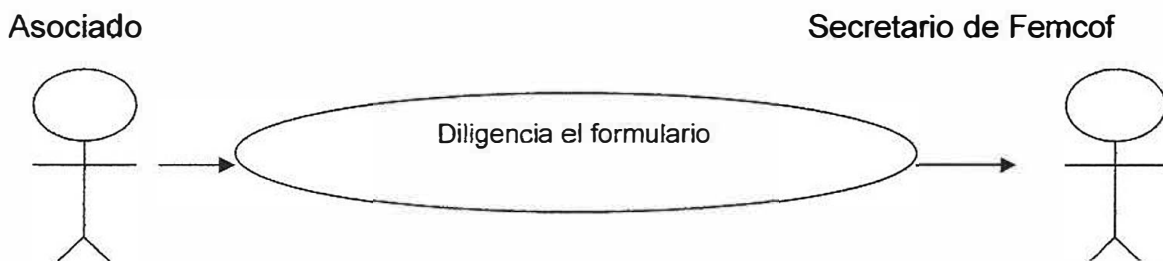 Asociado
Secretario de Femcof
Diligencia el formulario